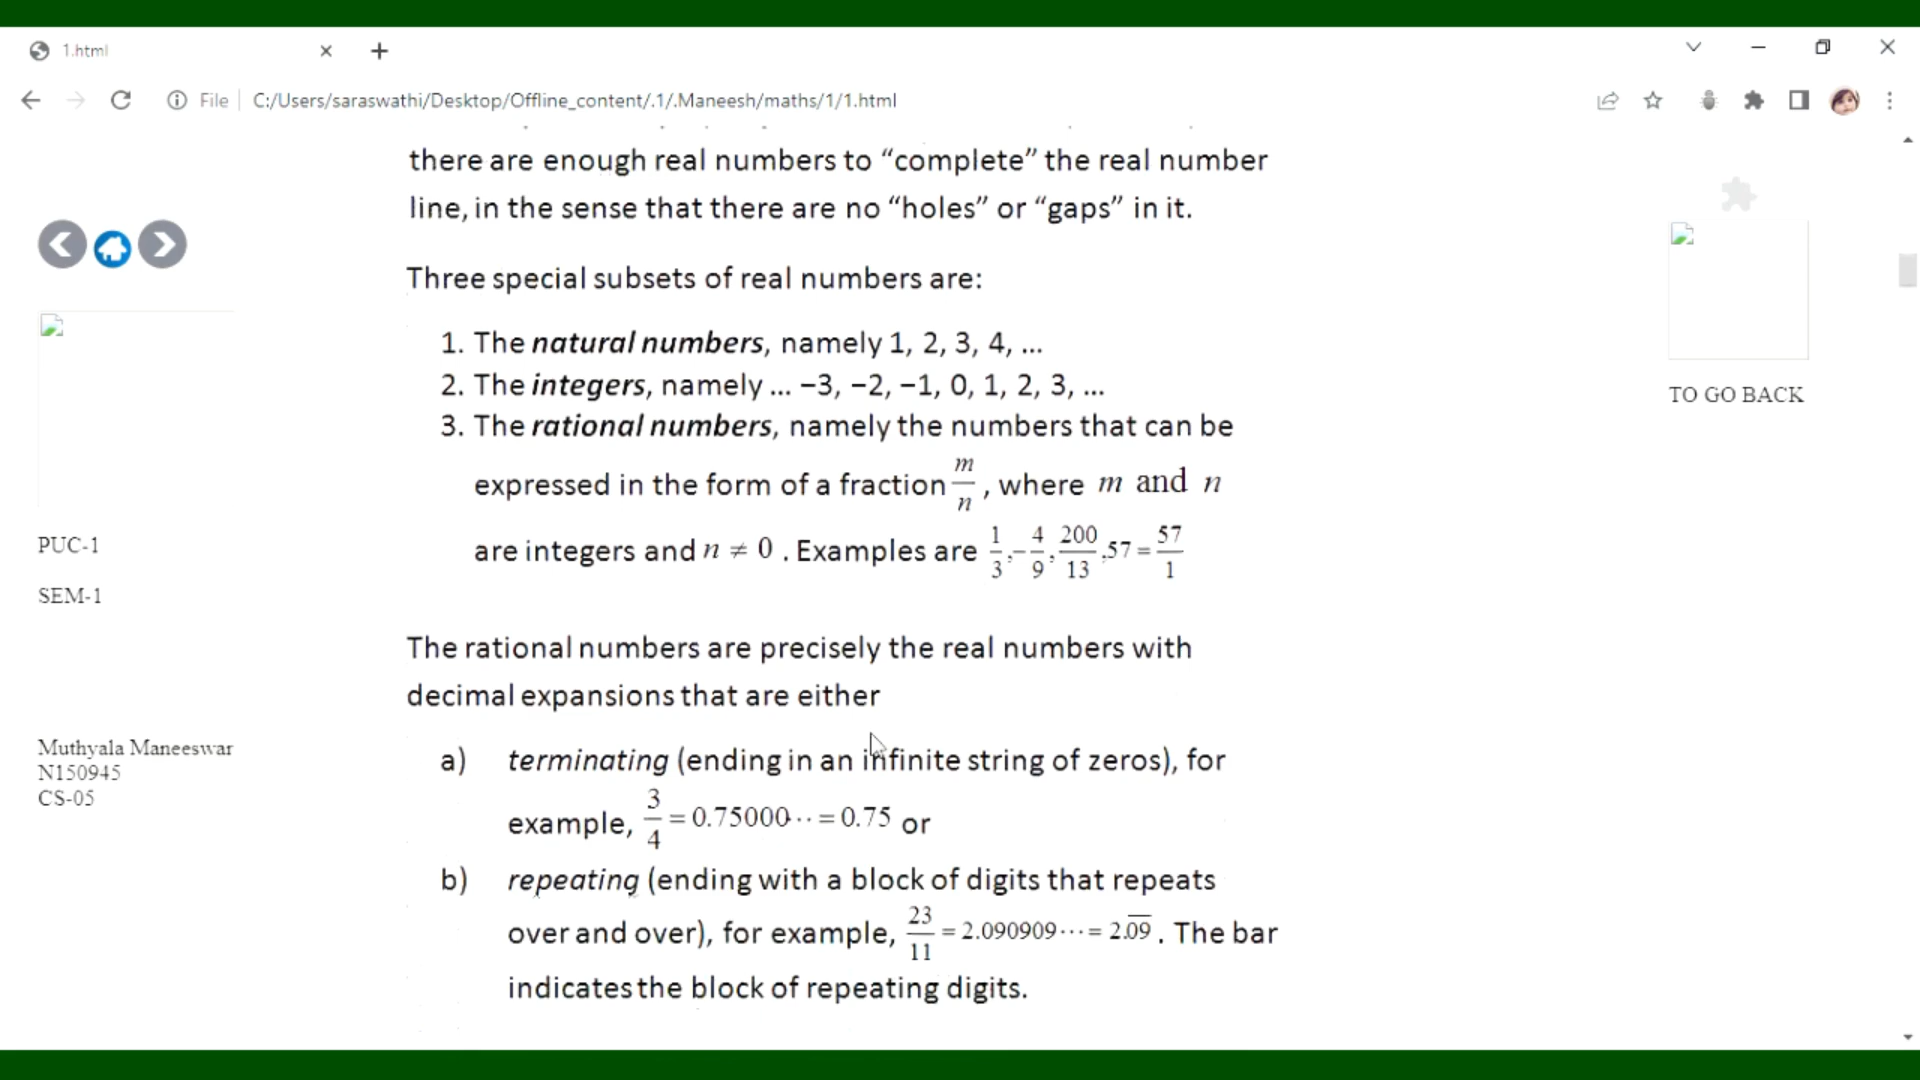 1.html
File C:/Users/saraswathi/Desktop/Offline_content/.1/.Maneesh/maths/1/1.html
there are enough real numbers to “complete” the real number
line, in the sense that there are no “holes” or “gaps” in it.
Three special subsets of real numbers are:
1. The natural numbers, namely 1, 2, 3, 4, ...
2. The integers, namely ... −3, −2, −1, 0, 1, 2, 3, ...
3. The rational numbers, namely the numbers that can be
expressed in the form of a fraction m/n, where m and n
are integers and n ≠ 0 . Examples are 1/3, −4/9, 200/13, 57 = 57/1
The rational numbers are precisely the real numbers with
decimal expansions that are either
a) terminating (ending in an infinite string of zeros), for
example, 3/4 = 0.75000··· = 0.75 or
b) repeating (ending with a block of digits that repeats
over and over), for example, 23/11 = 2.090909··· = 2.0̅9̅ . The bar
indicates the block of repeating digits.
PUC-1
SEM-1
Muthyala Maneeswar
N150945
CS-05
TO GO BACK